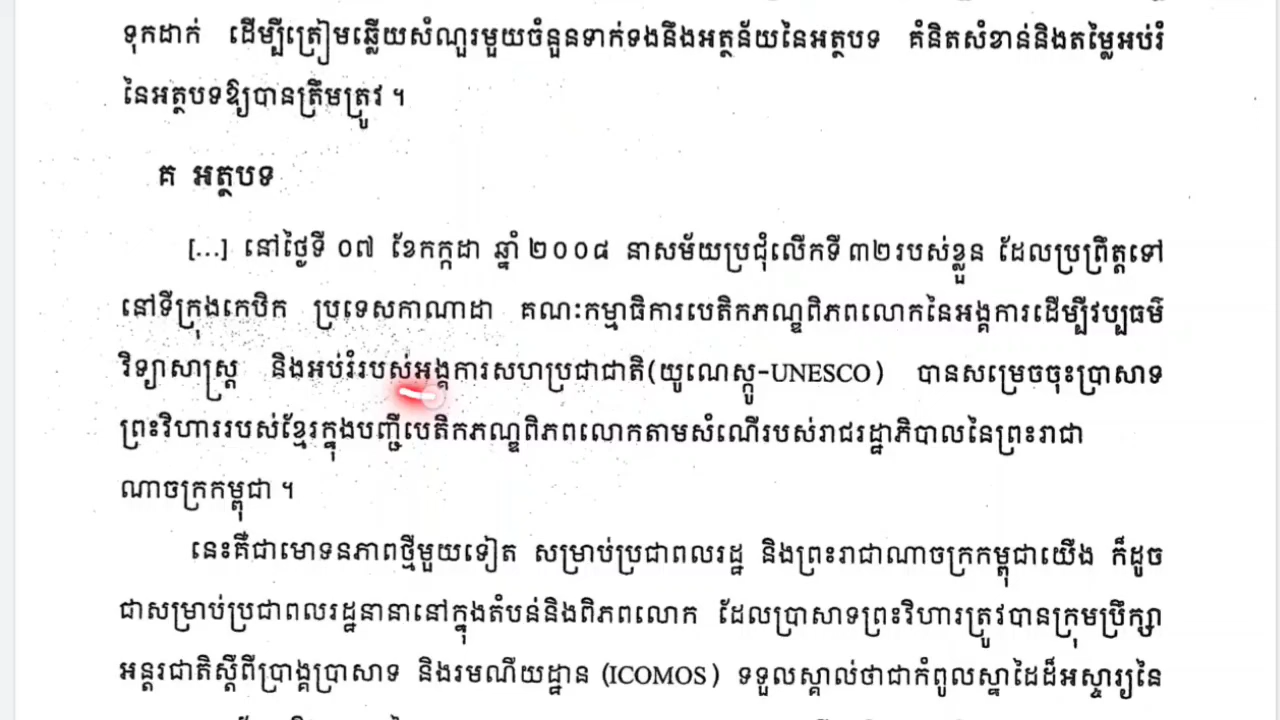 ទុកដាក់ ដើម្បីត្រៀមឆ្លើយសំណួរមួយចំនួនទាក់ទងនឹងអត្ថន័យនៃអត្ថបទ គំនិតសំខាន់និងតម្លៃអប់រំ
នៃអត្ថបទឱ្យបានត្រឹមត្រូវ ។
គ អត្ថបទ
[...] នៅថ្ងៃទី ០៧ ខែកក្កដា ឆ្នាំ ២០០៨ នាសម័យប្រជុំលើកទី ៣២របស់ខ្លួន ដែលប្រព្រឹត្តទៅ
នៅទីក្រុងកេបិក ប្រទេសកាណាដា គណៈកម្មាធិការបេតិកភណ្ឌពិភពលោកនៃអង្គការដើម្បីវប្បធម៌
វិទ្យាសាស្ត្រ និងអប់រំរបស់អង្គការសហប្រជាជាតិ(យូណេស្កូ-UNESCO) បានសម្រេចចុះប្រាសាទ
ព្រះវិហាររបស់ខ្មែរក្នុងបញ្ជីបេតិកភណ្ឌពិភពលោកតាមសំណើរបស់រាជរដ្ឋាភិបាលនៃព្រះរាជា
ណាចក្រកម្ពុជា ។
នេះគឺជាមោទនភាពថ្មីមួយទៀត សម្រាប់ប្រជាពលរដ្ឋ និងព្រះរាជាណាចក្រកម្ពុជាយើង ក៏ដូច
ជាសម្រាប់ប្រជាពលរដ្ឋនានានៅក្នុងតំបន់និងពិភពលោក ដែលប្រាសាទព្រះវិហារត្រូវបានក្រុមប្រឹក្សា
អន្តរជាតិស្តីពីប្រាង្គប្រាសាទ និងរមណីយដ្ឋាន (ICOMOS) ទទួលស្គាល់ថាជាកំពូលស្នាដៃដ៏អស្ចារ្យនៃ